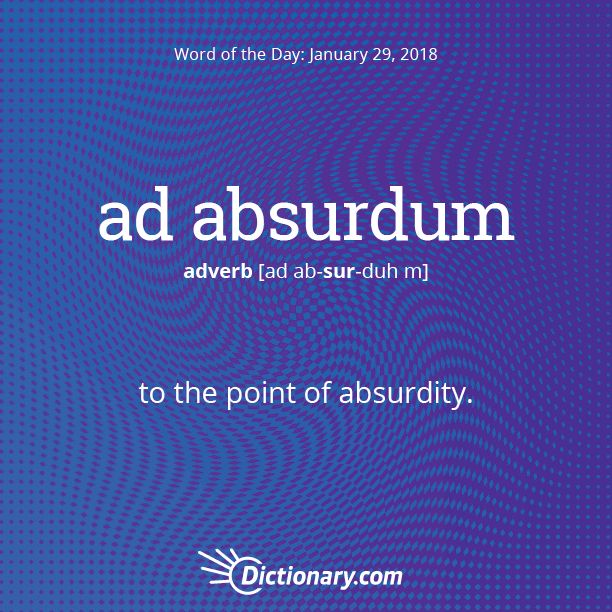 Word of the Day: January 29, 2018
ad absurdum
adverb [ad ab-sur-duh m]
to the point of absurdity.
Dictionary.com